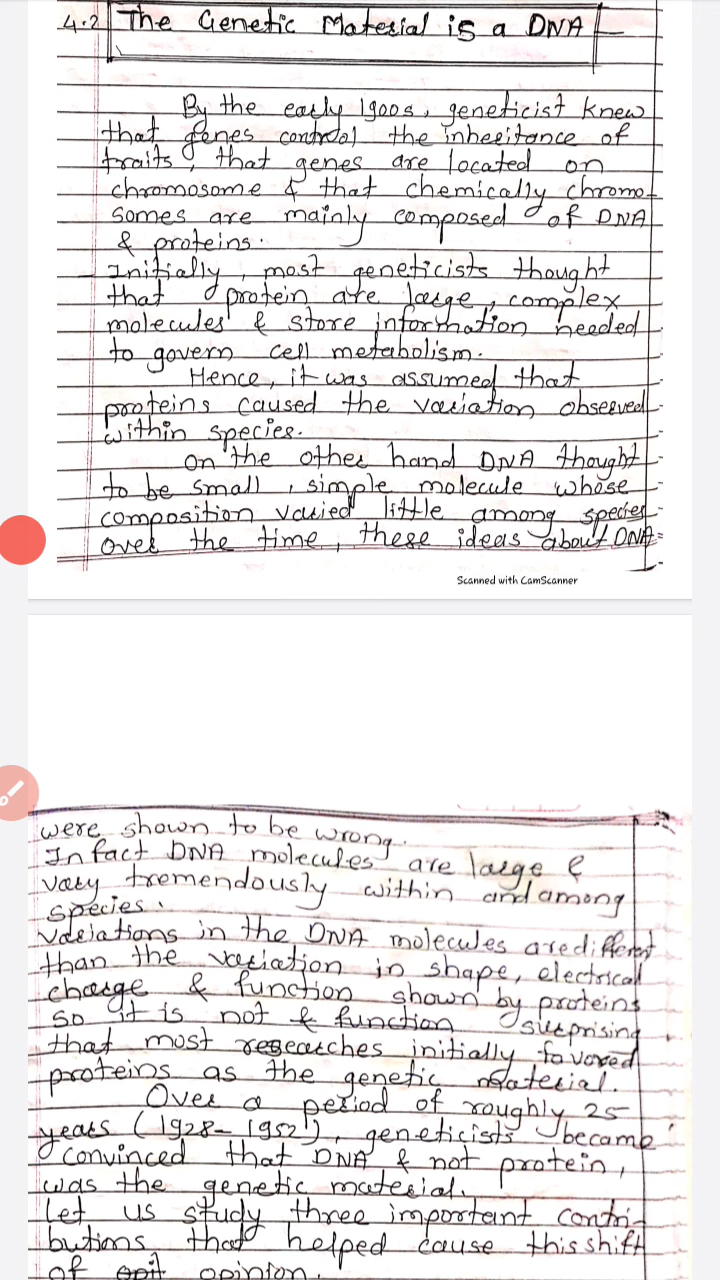 4.2 The Genetic Material is a DNA
By the early 1900s, geneticist knew
that genes control the inheritance of
traits, that genes are located on
chromosome & that chemically chromo-
somes are mainly composed of DNA
& proteins.
Initially, most geneticists thought
that protein are large, complex
molecules & store information needed
to govern cell metabolism.
Hence, it was assumed that
proteins caused the variation observed
within species.
On the other hand DNA thought
to be small, simple molecule whose
composition varied little among species
Over the time, these ideas about DNA
Scanned with CamScanner
were shown to be wrong.
In fact DNA molecules are large &
vary tremendously within and among
species.
Variations in the DNA molecules are different
than the variation in shape, electrical
charge & function shown by proteins
so it is not & function surprising
that most reseatches initially favored
proteins as the genetic material.
Over a period of roughly 25
years (1928-1952), geneticists became
convinced that DNA & not protein,
was the genetic material.
Let us study three important contri-
butions that helped cause this shift
of opinion.